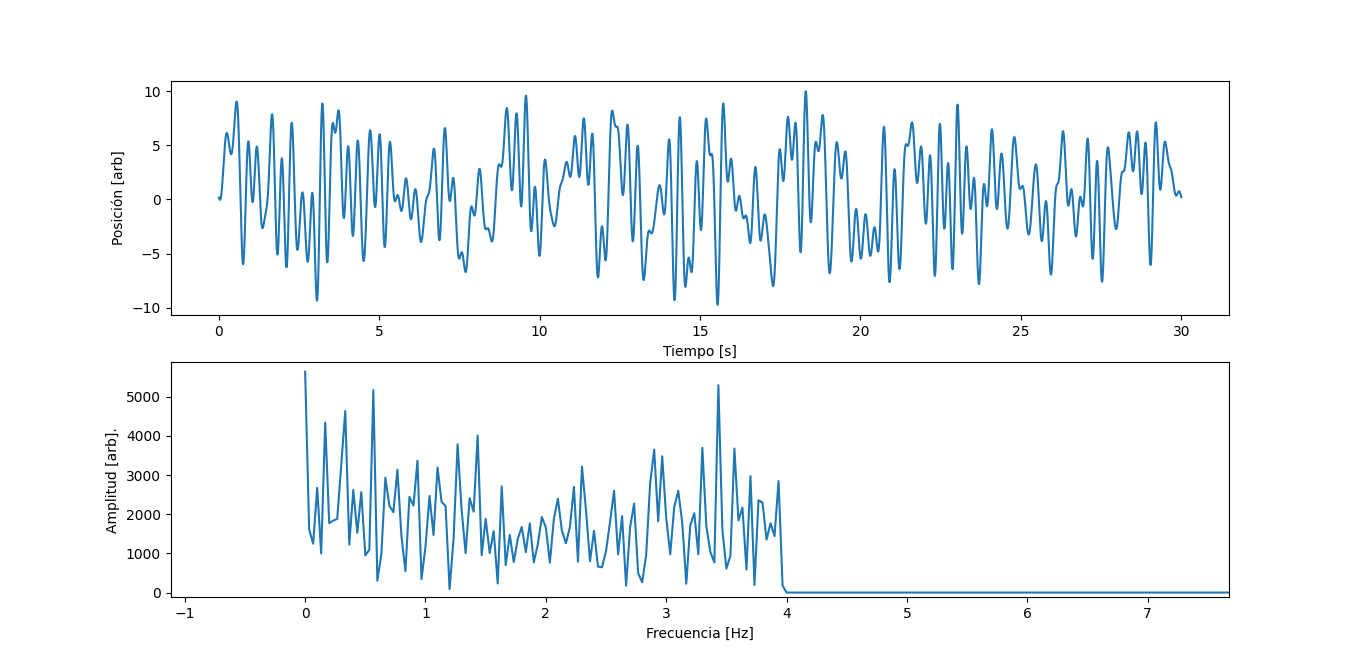 10
5
0
−5
−10
Posición [arb]
0 5 10 15 20 25 30
Tiempo [s]
5000
4000
3000
2000
1000
0
Amplitud [arb].
−1 0 1 2 3 4 5 6 7
Frecuencia [Hz]